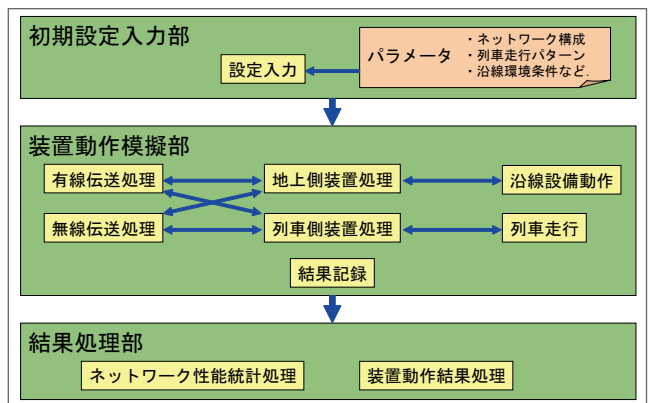 初期設定入力部
設定入力
パラメータ
・ネットワーク構成
・列車走行パターン
・沿線環境条件など.
装置動作模擬部
有線伝送処理
地上側装置処理
沿線設備動作
無線伝送処理
列車側装置処理
列車走行
結果記録
結果処理部
ネットワーク性能統計処理
装置動作結果処理